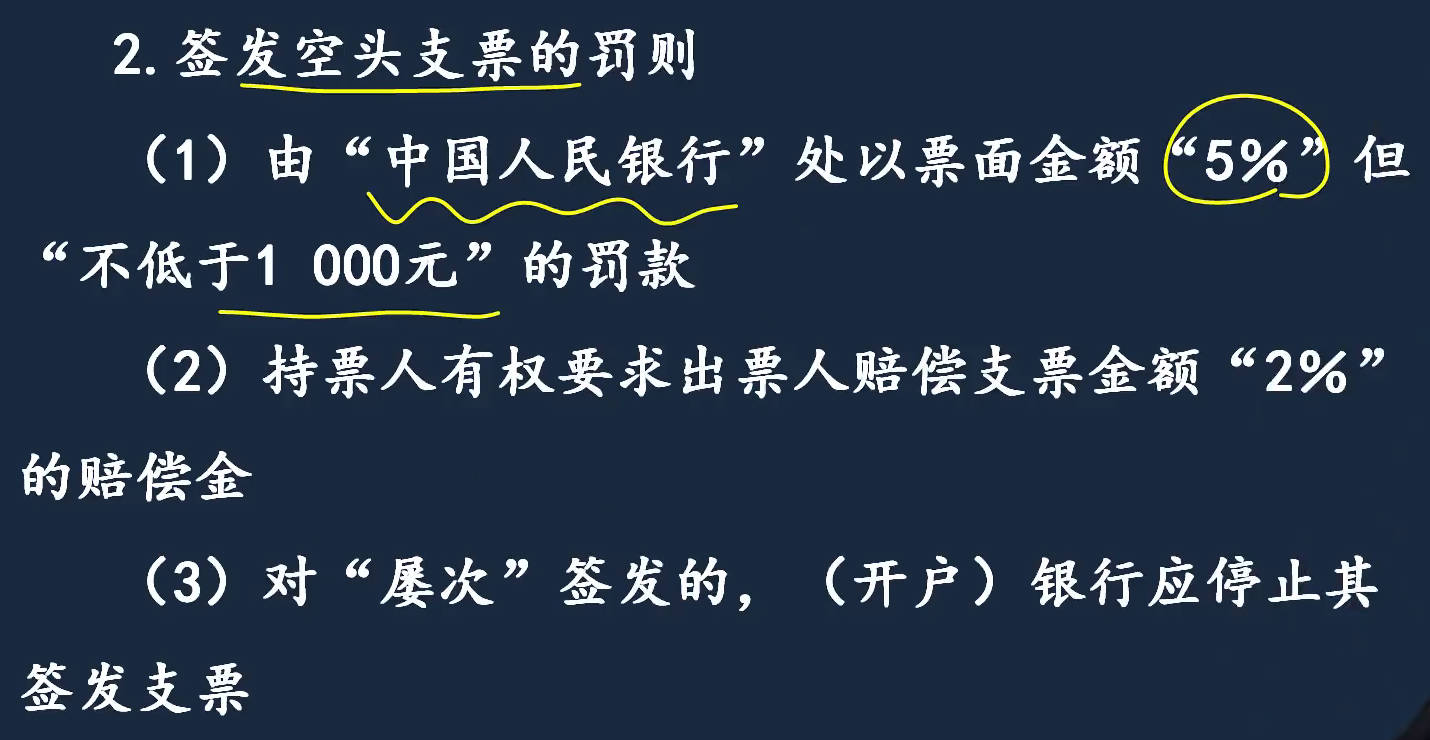 2.签发空头支票的罚则
（1）由“中国人民银行”处以票面金额“5%”但
“不低于1 000元”的罚款
（2）持票人有权要求出票人赔偿支票金额“2%”
的赔偿金
（3）对“屡次”签发的，（开户）银行应停止其
签发支票